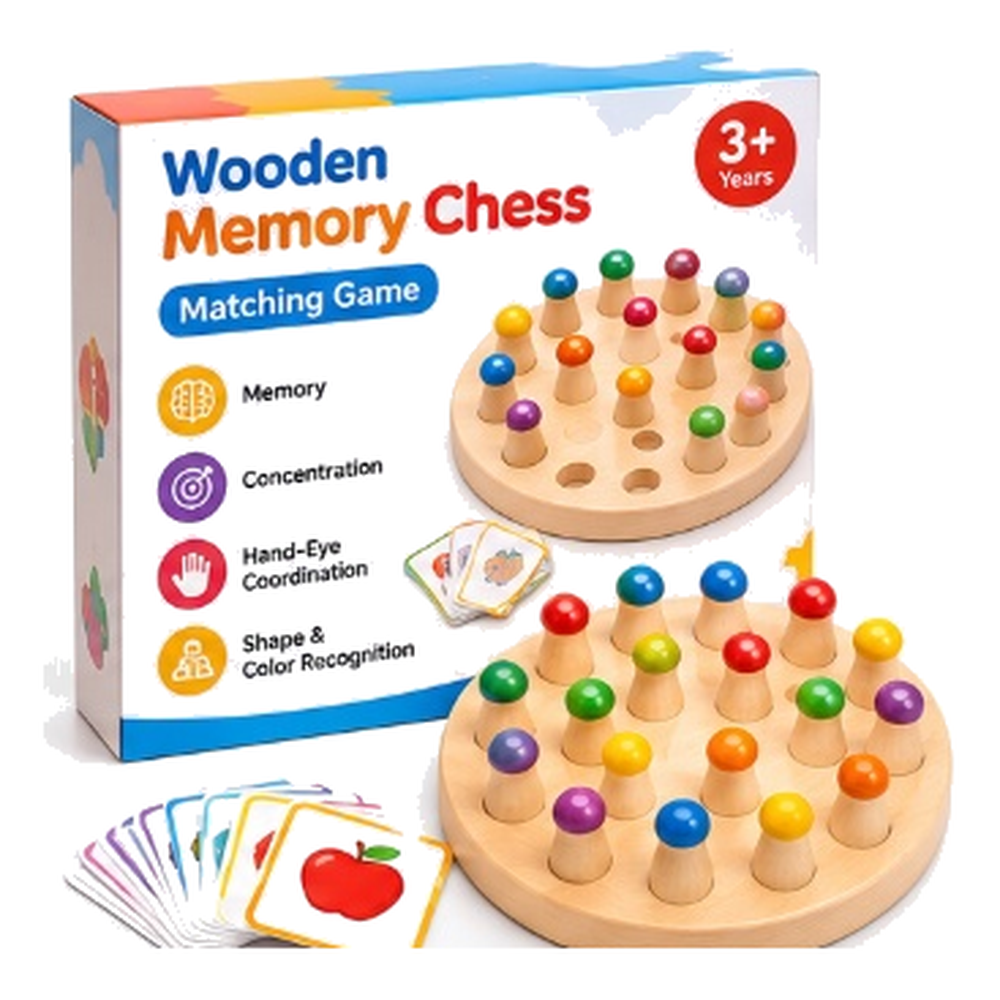 Wooden
Memory Chess
Matching Game
3+
Years
Memory
Concentration
Hand-Eye
Coordination
Shape &
Color Recognition